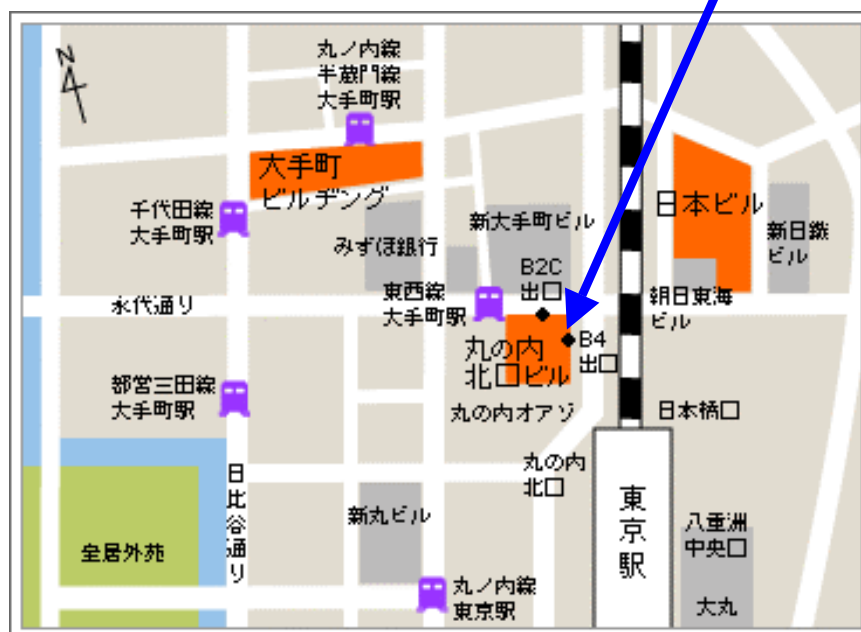 N
丸ノ内線
半蔵門線
大手町駅
大手町
ビルヂング
千代田線
大手町駅
みずほ銀行
新大手町ビル
日本ビル
新日鐵
ビル
B2C
出口
東西線
大手町駅
永代通り
朝日東海
ビル
丸の内
北口ビル
B4
出口
都営三田線
大手町駅
丸の内オアゾ
日本橋口
丸の内
北口
日比谷通り
新丸ビル
東京駅
八重洲
中央口
皇居外苑
丸ノ内線
東京駅
大丸